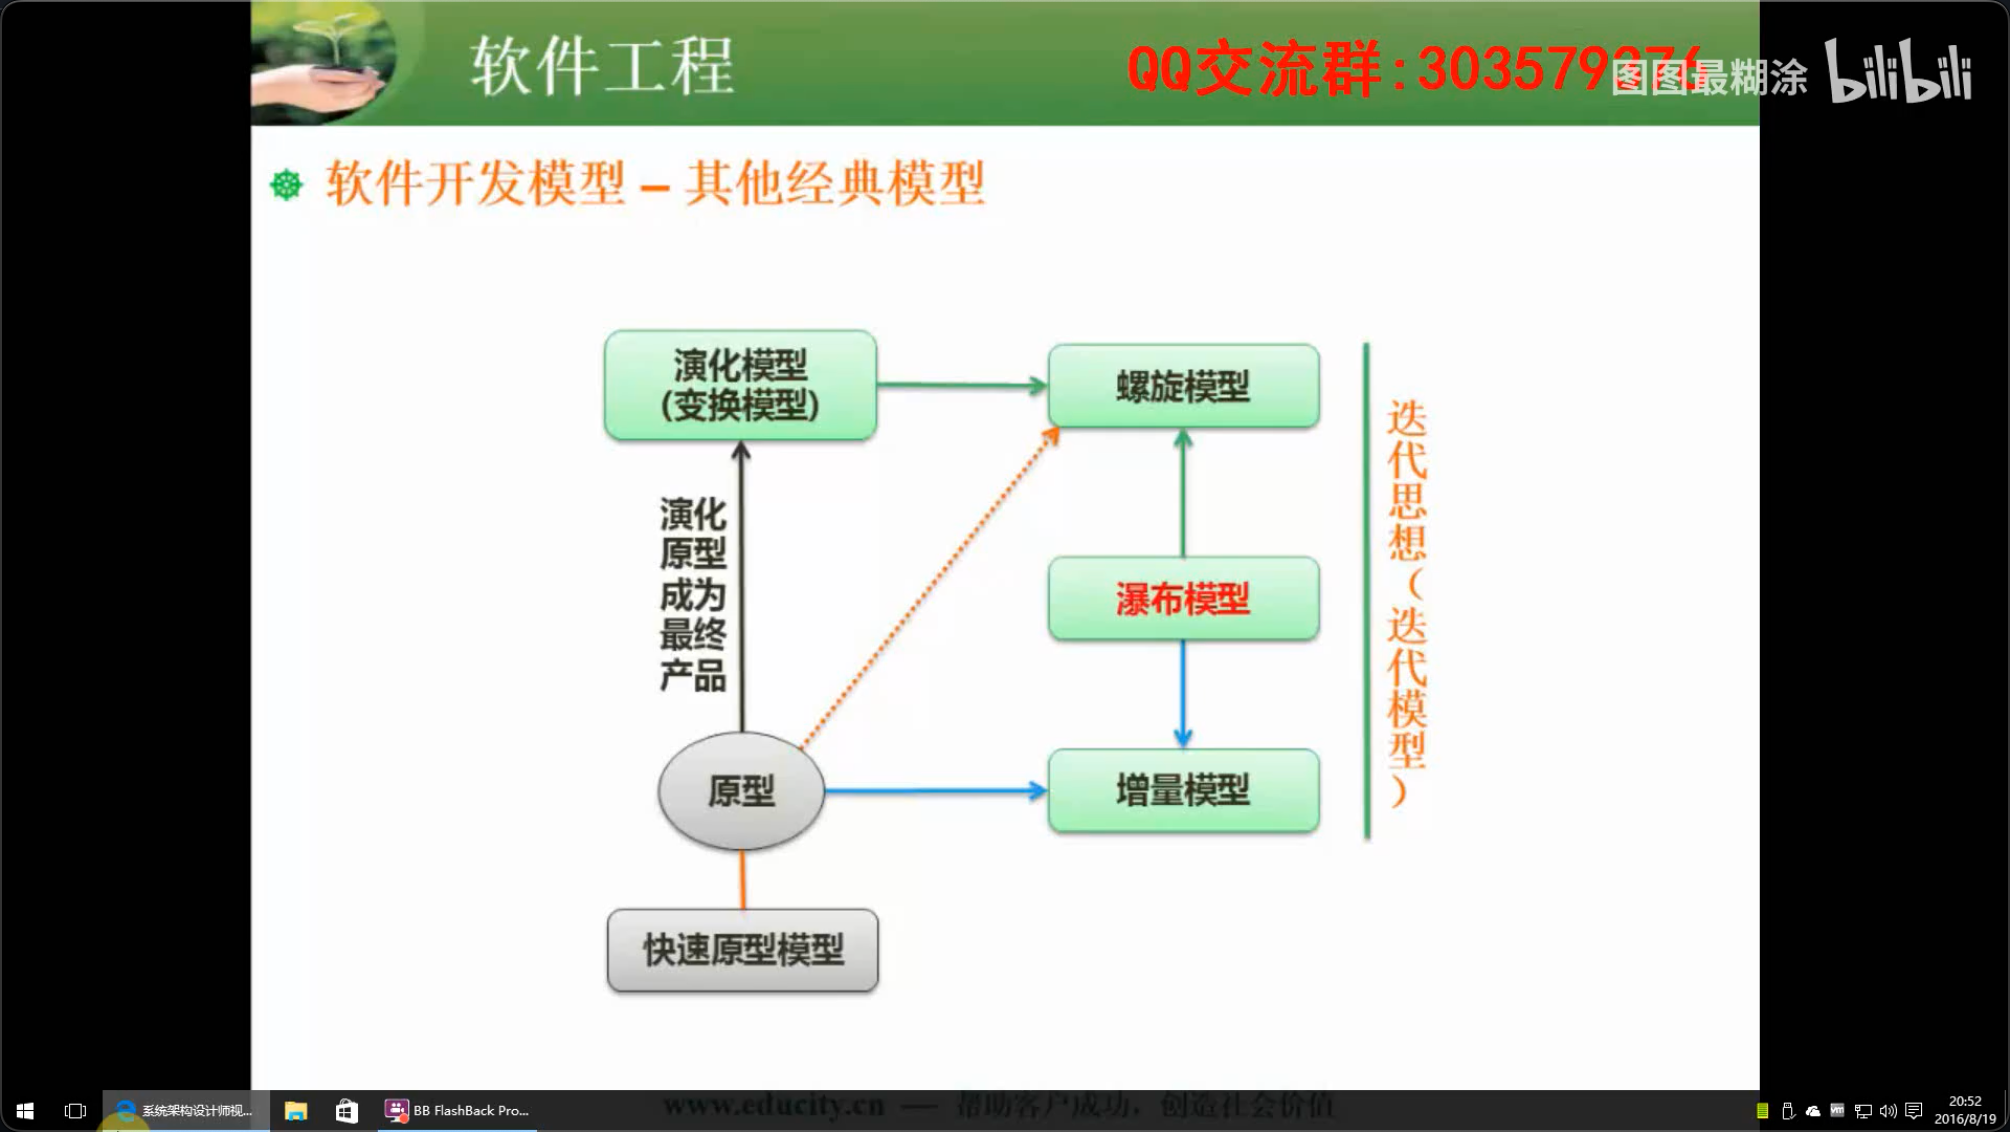 软件工程
QQ交流群:303579276
图图最糊涂 bilibili
软件开发模型 – 其他经典模型
演化模型
(变换模型)
螺旋模型
演化
原型
成为
最终
产品
瀑布模型
迭代思想(迭代模型)
原型
增量模型
快速原型模型
www.educity.cn — 帮助客户成功,创造社会价值
系统架构设计师视...
BB FlashBack Pro...
20:52
2016/8/19